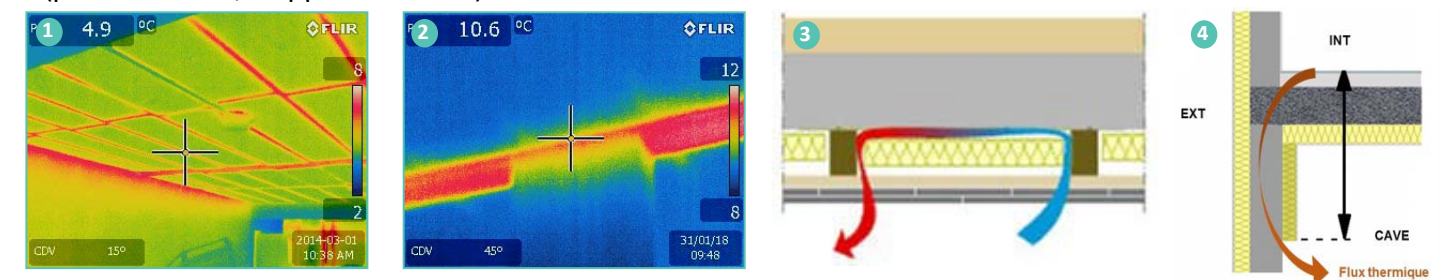 1
4.9 °C
FLIR
8
2
CDV 15°
2014-03-01
10:38 AM
2
10.6 °C
FLIR
12
8
CDV 45°
31/01/18
09:48
3
4
INT
EXT
CAVE
Flux thermique